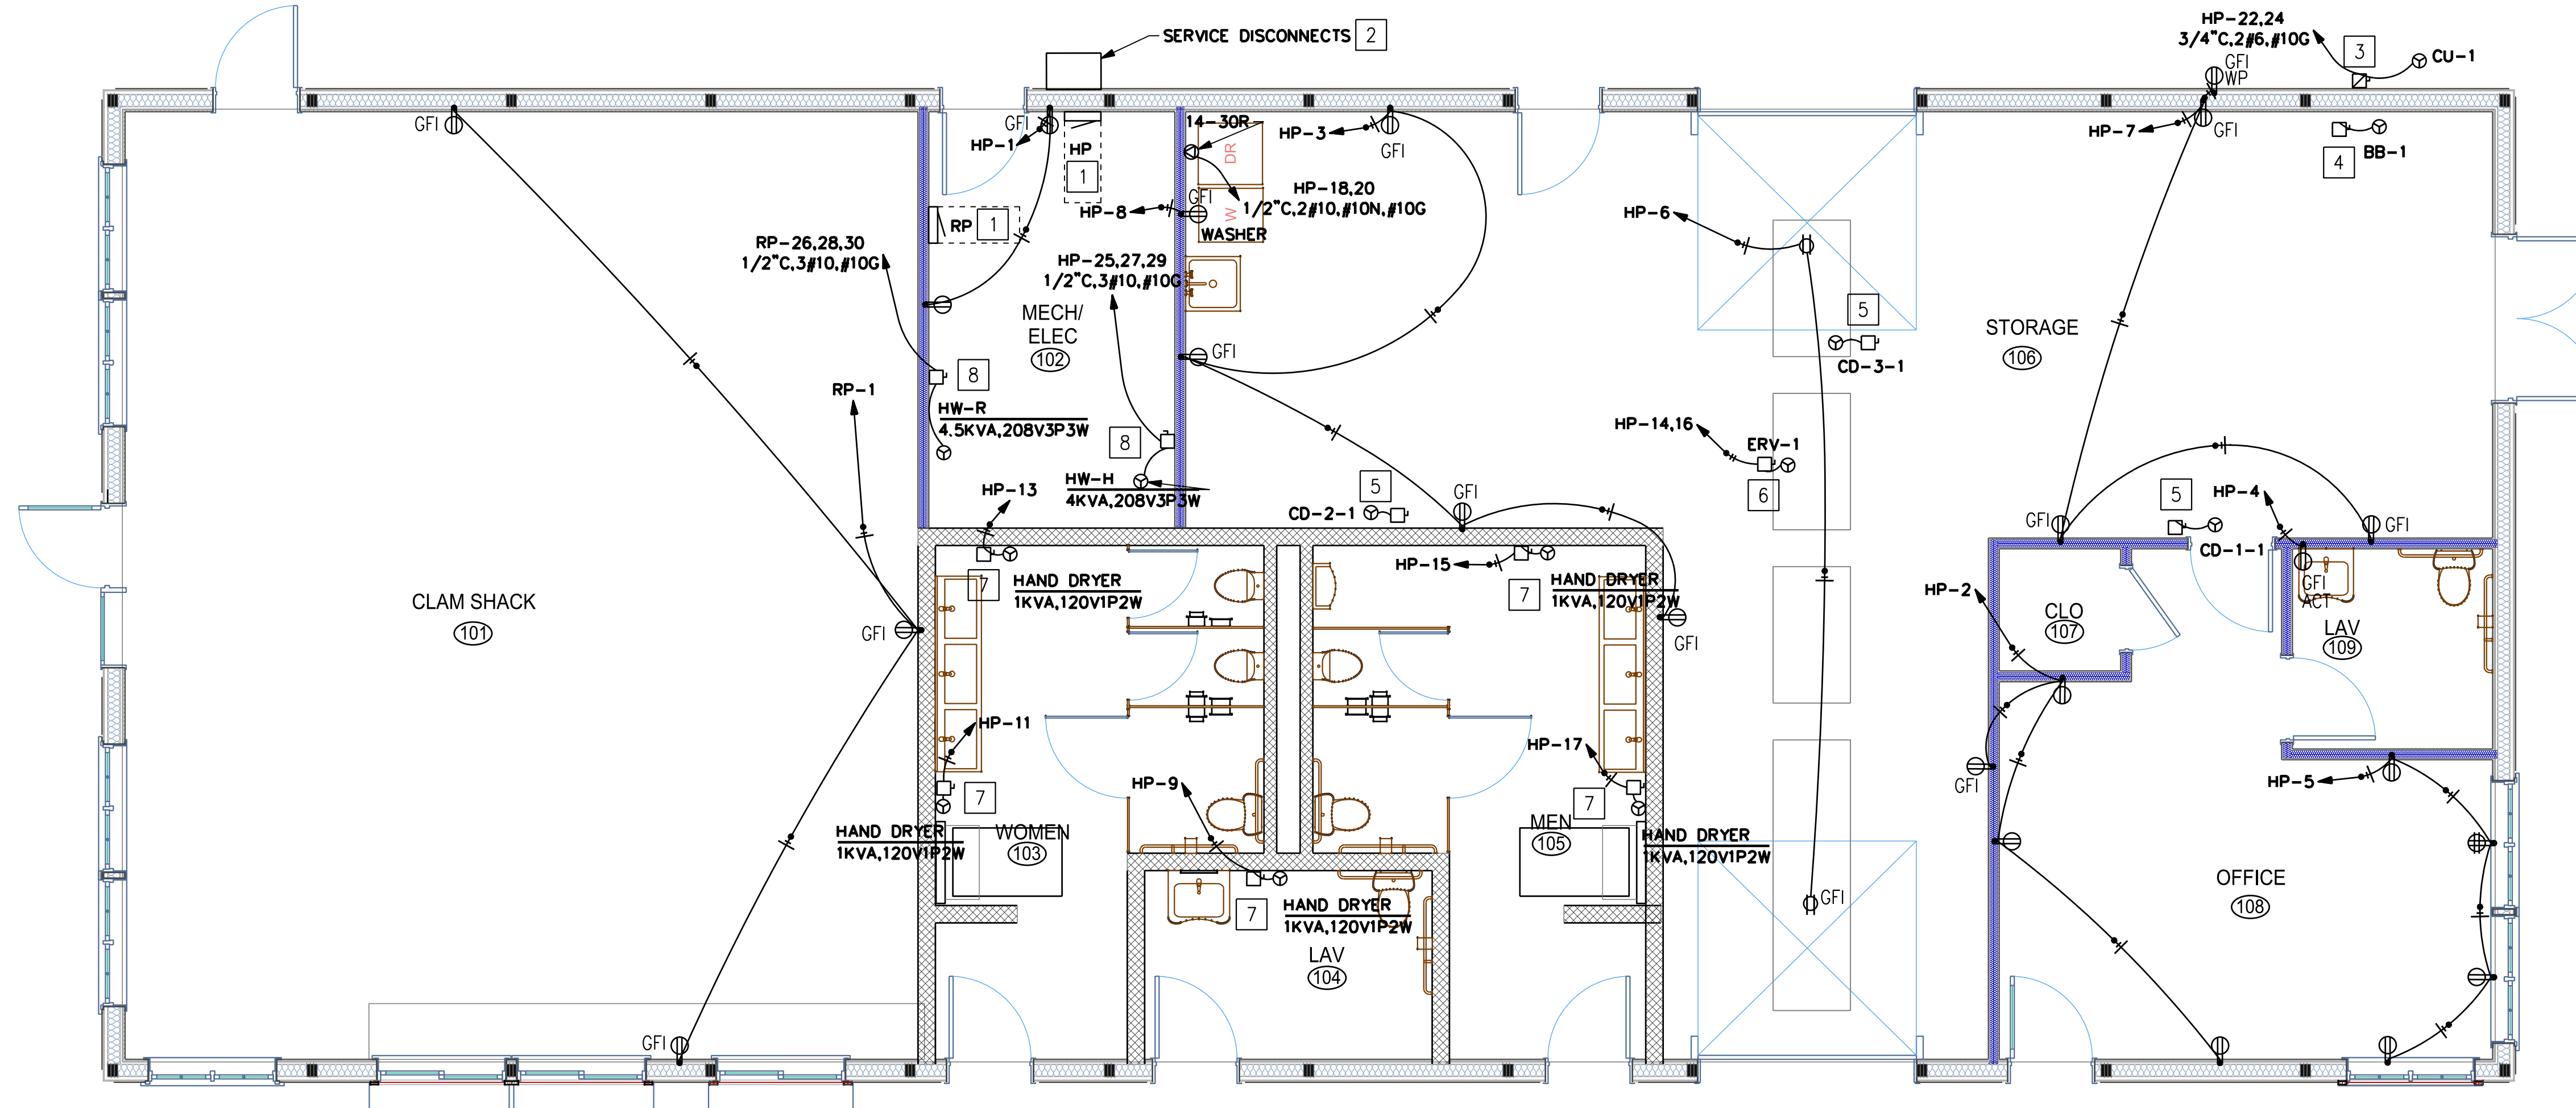 SERVICE DISCONNECTS 2
HP-22,24
3/4"C,2#6,#10G
3
CU-1
GFI
WP
GFI
GFI
HP-1
HP
1
14-30R
DR
HP-3
GFI
HP-7
GFI
BB-1
4
RP 1
HP-8
GFI
W
WASHER
HP-18,20
1/2"C,2#10,#10N,#10G
HP-6
RP-26,28,30
1/2"C,3#10,#10G
HP-25,27,29
1/2"C,3#10,#10G
MECH/
ELEC
102
5
CD-3-1
STORAGE
106
GFI
8
RP-1
HW-R
4.5KVA,208V3P3W
8
HW-H
4KVA,208V3P3W
HP-14,16
ERV-1
6
HP-13
5
CD-2-1
GFI
5
HP-4
GFI
GFI
CD-1-1
7
HAND DRYER
1KVA,120V1P2W
HP-15
7
HAND DRYER
1KVA,120V1P2W
GFI
ACT
HP-2
CLO
107
LAV
109
CLAM SHACK
101
GFI
GFI
HP-11
7
HAND DRYER
1KVA,120V1P2W
WOMEN
103
HP-9
7
HAND DRYER
1KVA,120V1P2W
LAV
104
HP-17
7
MEN
105
HAND DRYER
1KVA,120V1P2W
GFI
GFI
HP-5
OFFICE
108
GFI